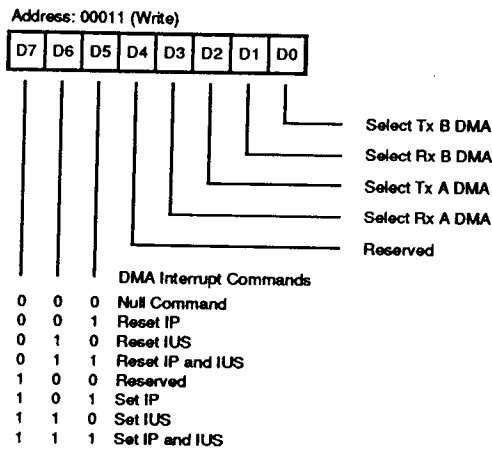 Address: 00011 (Write)
D7 D6 D5 D4 D3 D2 D1 D0
Select Tx B DMA
Select Rx B DMA
Select Tx A DMA
Select Rx A DMA
Reserved
DMA Interrupt Commands
0 0 0 Null Command
0 0 1 Reset IP
0 1 0 Reset IUS
0 1 1 Reset IP and IUS
1 0 0 Reserved
1 0 1 Set IP
1 1 0 Set IUS
1 1 1 Set IP and IUS